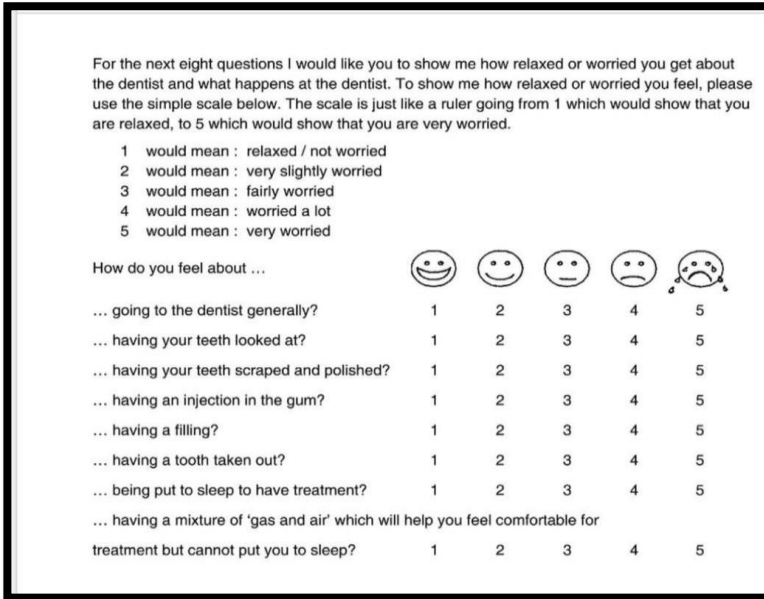 For the next eight questions I would like you to show me how relaxed or worried you get about
the dentist and what happens at the dentist. To show me how relaxed or worried you feel, please
use the simple scale below. The scale is just like a ruler going from 1 which would show that you
are relaxed, to 5 which would show that you are very worried.
1 would mean : relaxed / not worried
2 would mean : very slightly worried
3 would mean : fairly worried
4 would mean : worried a lot
5 would mean : very worried
How do you feel about ...
... going to the dentist generally? 1 2 3 4 5
... having your teeth looked at? 1 2 3 4 5
... having your teeth scraped and polished? 1 2 3 4 5
... having an injection in the gum? 1 2 3 4 5
... having a filling? 1 2 3 4 5
... having a tooth taken out? 1 2 3 4 5
... being put to sleep to have treatment? 1 2 3 4 5
... having a mixture of ‘gas and air’ which will help you feel comfortable for
treatment but cannot put you to sleep? 1 2 3 4 5